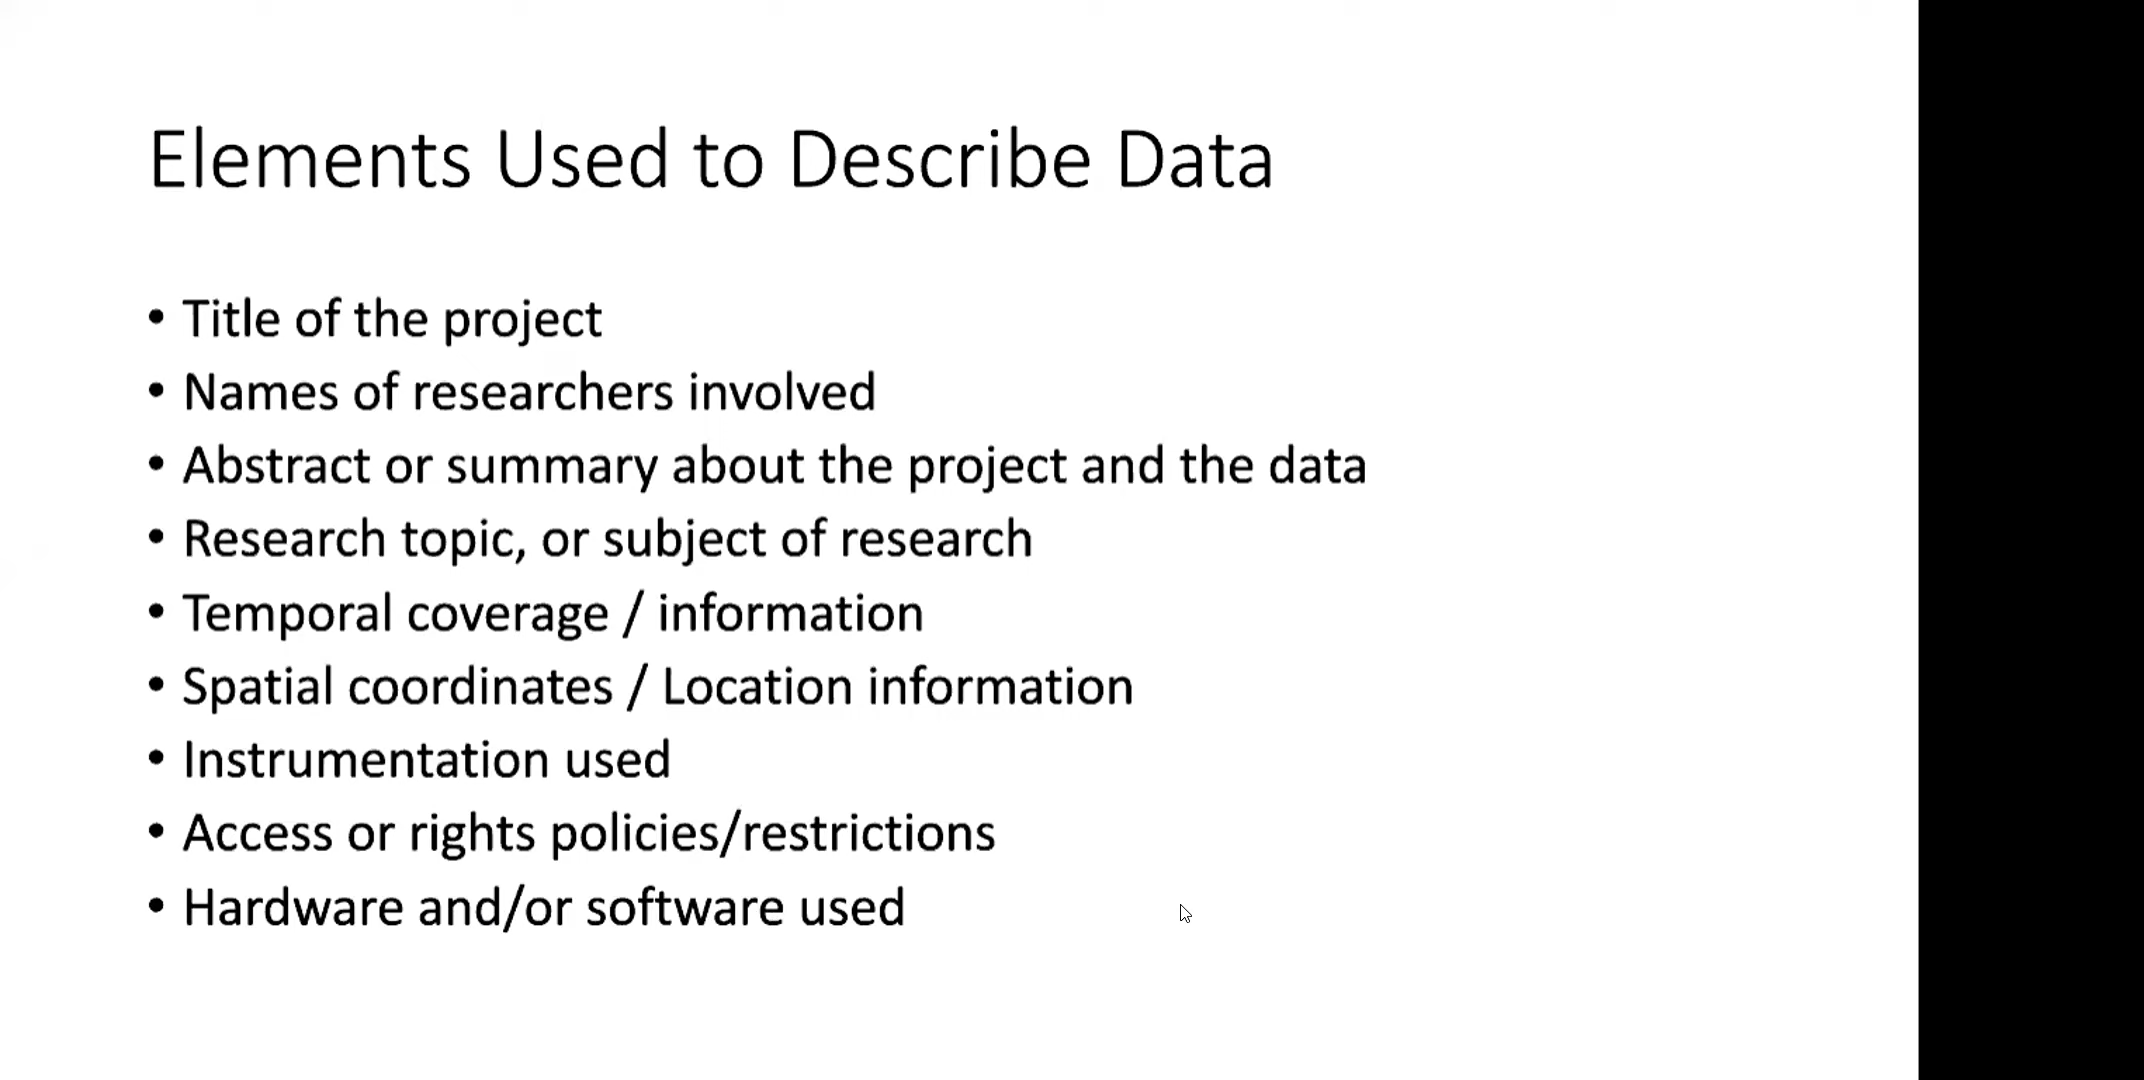 Elements Used to Describe Data
• Title of the project
• Names of researchers involved
• Abstract or summary about the project and the data
• Research topic, or subject of research
• Temporal coverage / information
• Spatial coordinates / Location information
• Instrumentation used
• Access or rights policies/restrictions
• Hardware and/or software used